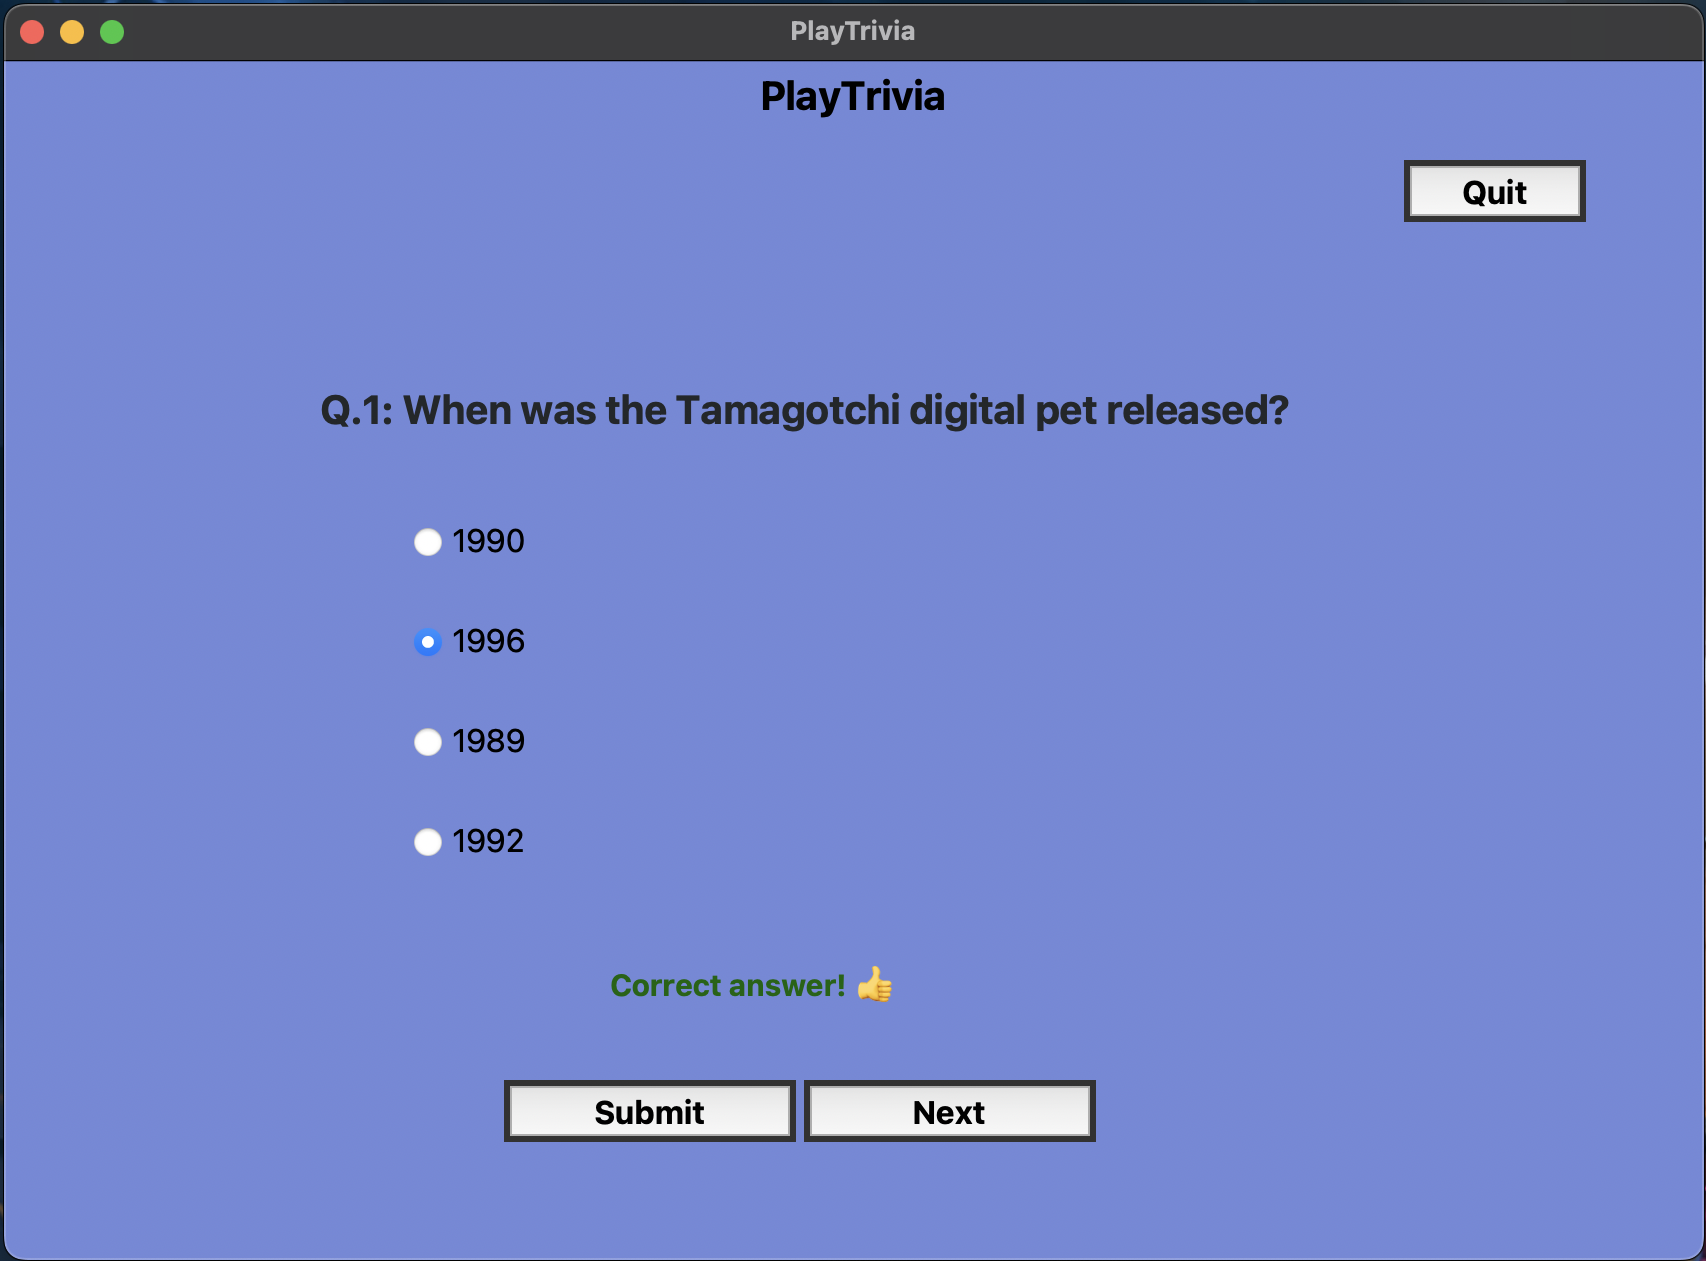 PlayTrivia
PlayTrivia
Quit
Q.1: When was the Tamagotchi digital pet released?
1990
1996
1989
1992
Correct answer! 👍
Submit Next